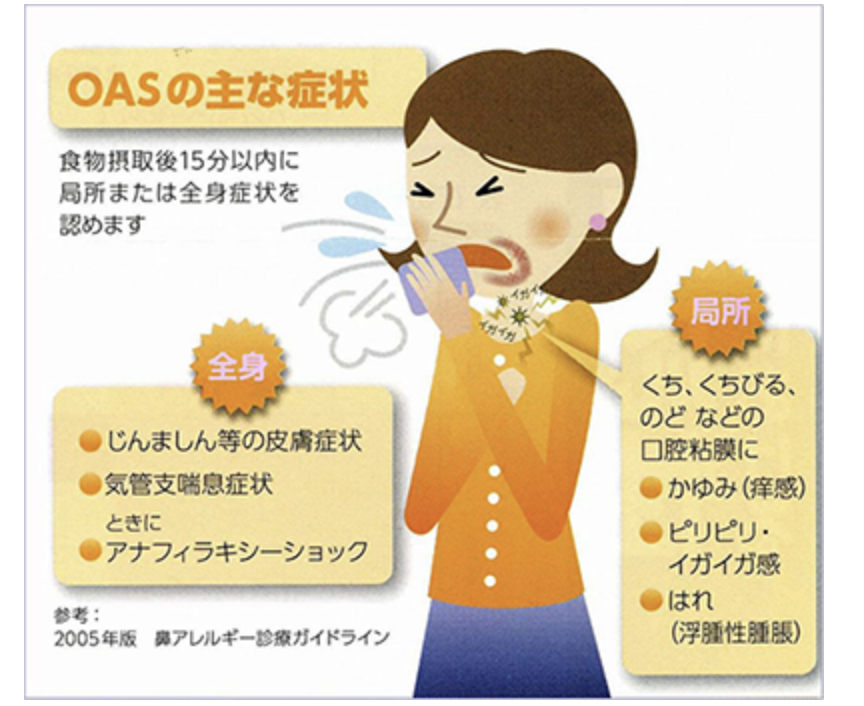 OASの主な症状
食物摂取後15分以内に
局所または全身症状を
認めます
イガイガ
イガイガ
全身
じんましん等の皮膚症状
気管支喘息症状
ときに
アナフィラキシーショック
局所
くち、くちびる、
のど などの
口腔粘膜に
かゆみ(痒感)
ピリピリ・
イガイガ感
はれ
(浮腫性腫脹)
参考:
2005年版 鼻アレルギー診療ガイドライン